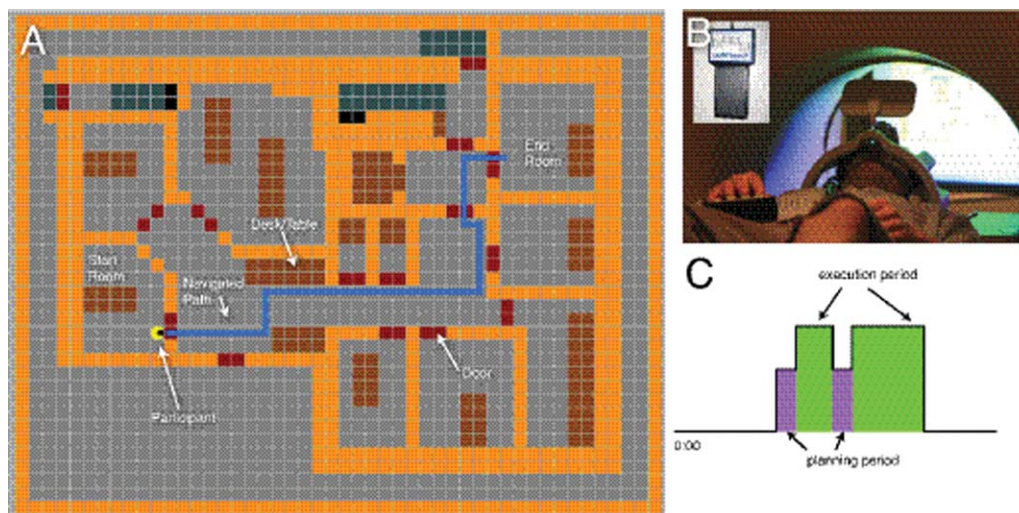 A
End
Room
Desk/Table
Start
Room
Navigated
Path
Door
Participant
B
C
execution period
0:00
planning period